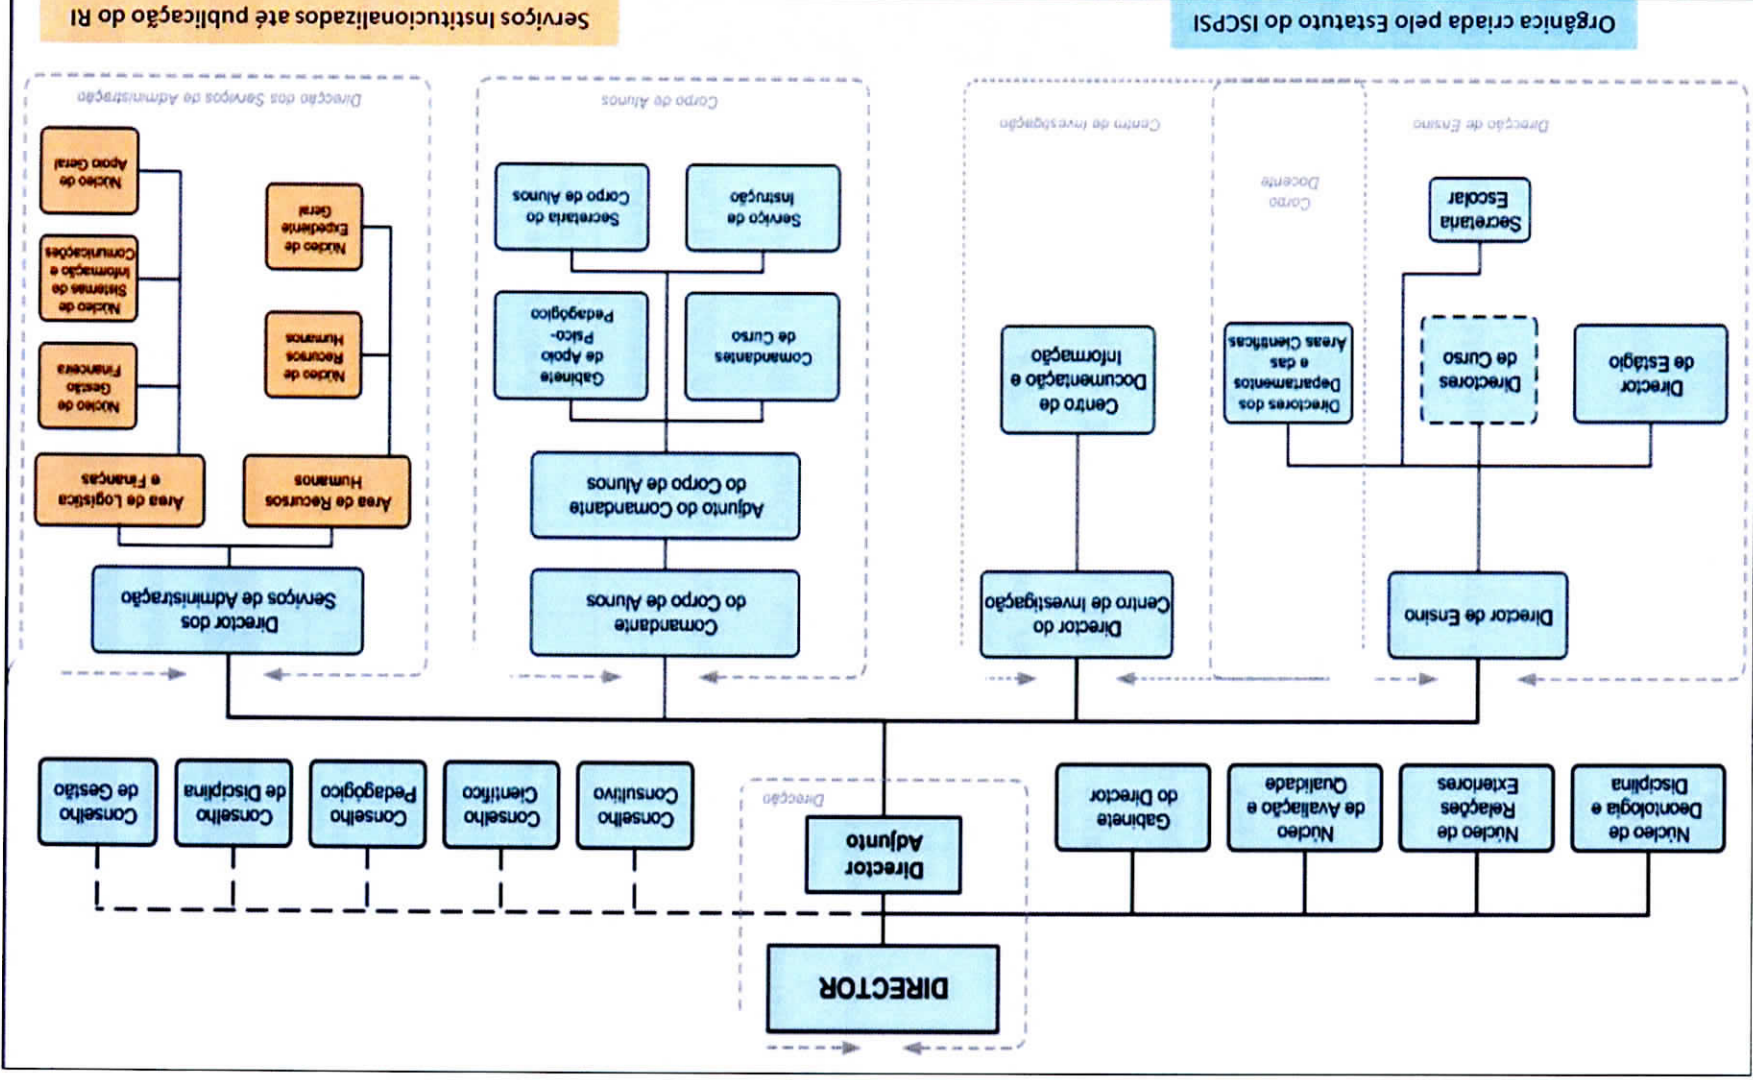 DIRECTOR
Director
Adjunto
Direcção
Núcleo de
Deontologia e
Disciplina
Núcleo de
Relações
Exteriores
Núcleo
de Avaliação e
Qualidade
Gabinete
do Director
Conselho
Consultivo
Conselho
Científico
Conselho
Pedagógico
Conselho
de Disciplina
Conselho
de Gestão
Director de Ensino
Director
de Estágio
Directores
de Curso
Directores dos
Departamentos
e das
Areas Científicas
Secretaria
Escolar
Corpo
Docente
Direcção de Ensino
Director do
Centro de Investigação
Centro de
Documentação e
Informação
Centro de Investigação
Comandante
do Corpo de Alunos
Adjunto do Comandante
do Corpo de Alunos
Comandantes
de Curso
Gabinete
de Apoio
Psico-
Pedagógico
Serviço de
Instrução
Secretaria do
Corpo de Alunos
Corpo de Alunos
Director dos
Serviços de Administração
Area de Recursos
Humanos
Area de Logística
e Finanças
Núcleo de
Recursos
Humanos
Núcleo de
Expediente
Geral
Núcleo de
Gestão
Financeira
Núcleo de
Sistemas de
Informação e
Comunicações
Núcleo de
Apoio Geral
Direcção dos Serviços de Administração
Orgânica criada pelo Estatuto do ISCPSI
Serviços Institucionalizados até publicação do RI